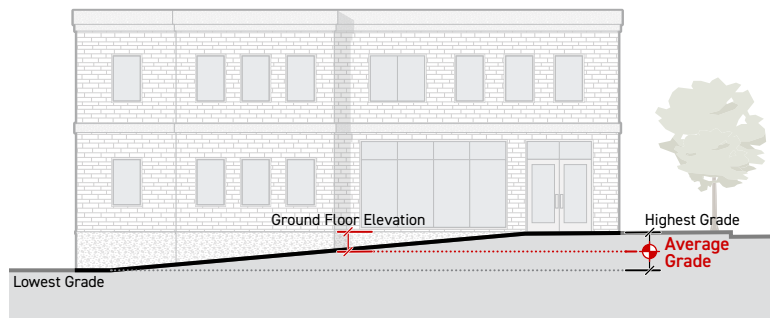 Ground Floor Elevation
Highest Grade
Average
Grade
Lowest Grade